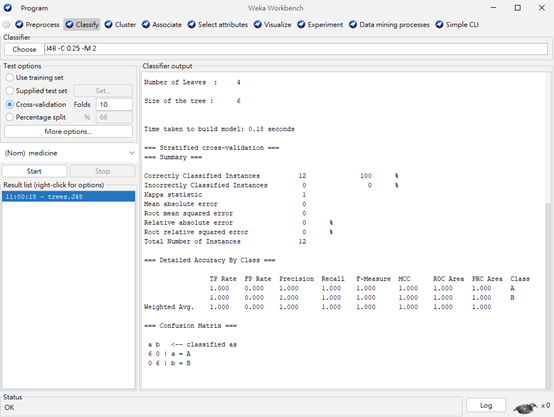 Program
Weka Workbench
Preprocess Classify Cluster Associate Select attributes Visualize Experiment Data mining processes Simple CLI
Classifier
Choose J48 -C 0.25 -M 2
Test options
Use training set
Supplied test set Set...
Cross-validation Folds 10
Percentage split % 66
More options...
(Nom) medicine
Start Stop
Result list (right-click for options)
11:00:18 - trees.J48
Classifier output
Number of Leaves : 4
Size of the tree : 6
Time taken to build model: 0.18 seconds
=== Stratified cross-validation ===
=== Summary ===
Correctly Classified Instances 12 100 %
Incorrectly Classified Instances 0 0 %
Kappa statistic 1
Mean absolute error 0
Root mean squared error 0
Relative absolute error 0 %
Root relative squared error 0 %
Total Number of Instances 12
=== Detailed Accuracy By Class ===
TP Rate FP Rate Precision Recall F-Measure MCC ROC Area PRC Area Class
1.000 0.000 1.000 1.000 1.000 1.000 1.000 1.000 A
1.000 0.000 1.000 1.000 1.000 1.000 1.000 1.000 B
Weighted Avg. 1.000 0.000 1.000 1.000 1.000 1.000 1.000 1.000
=== Confusion Matrix ===
a b <-- classified as
6 0 | a = A
0 6 | b = B
Status
OK
Log
x 0